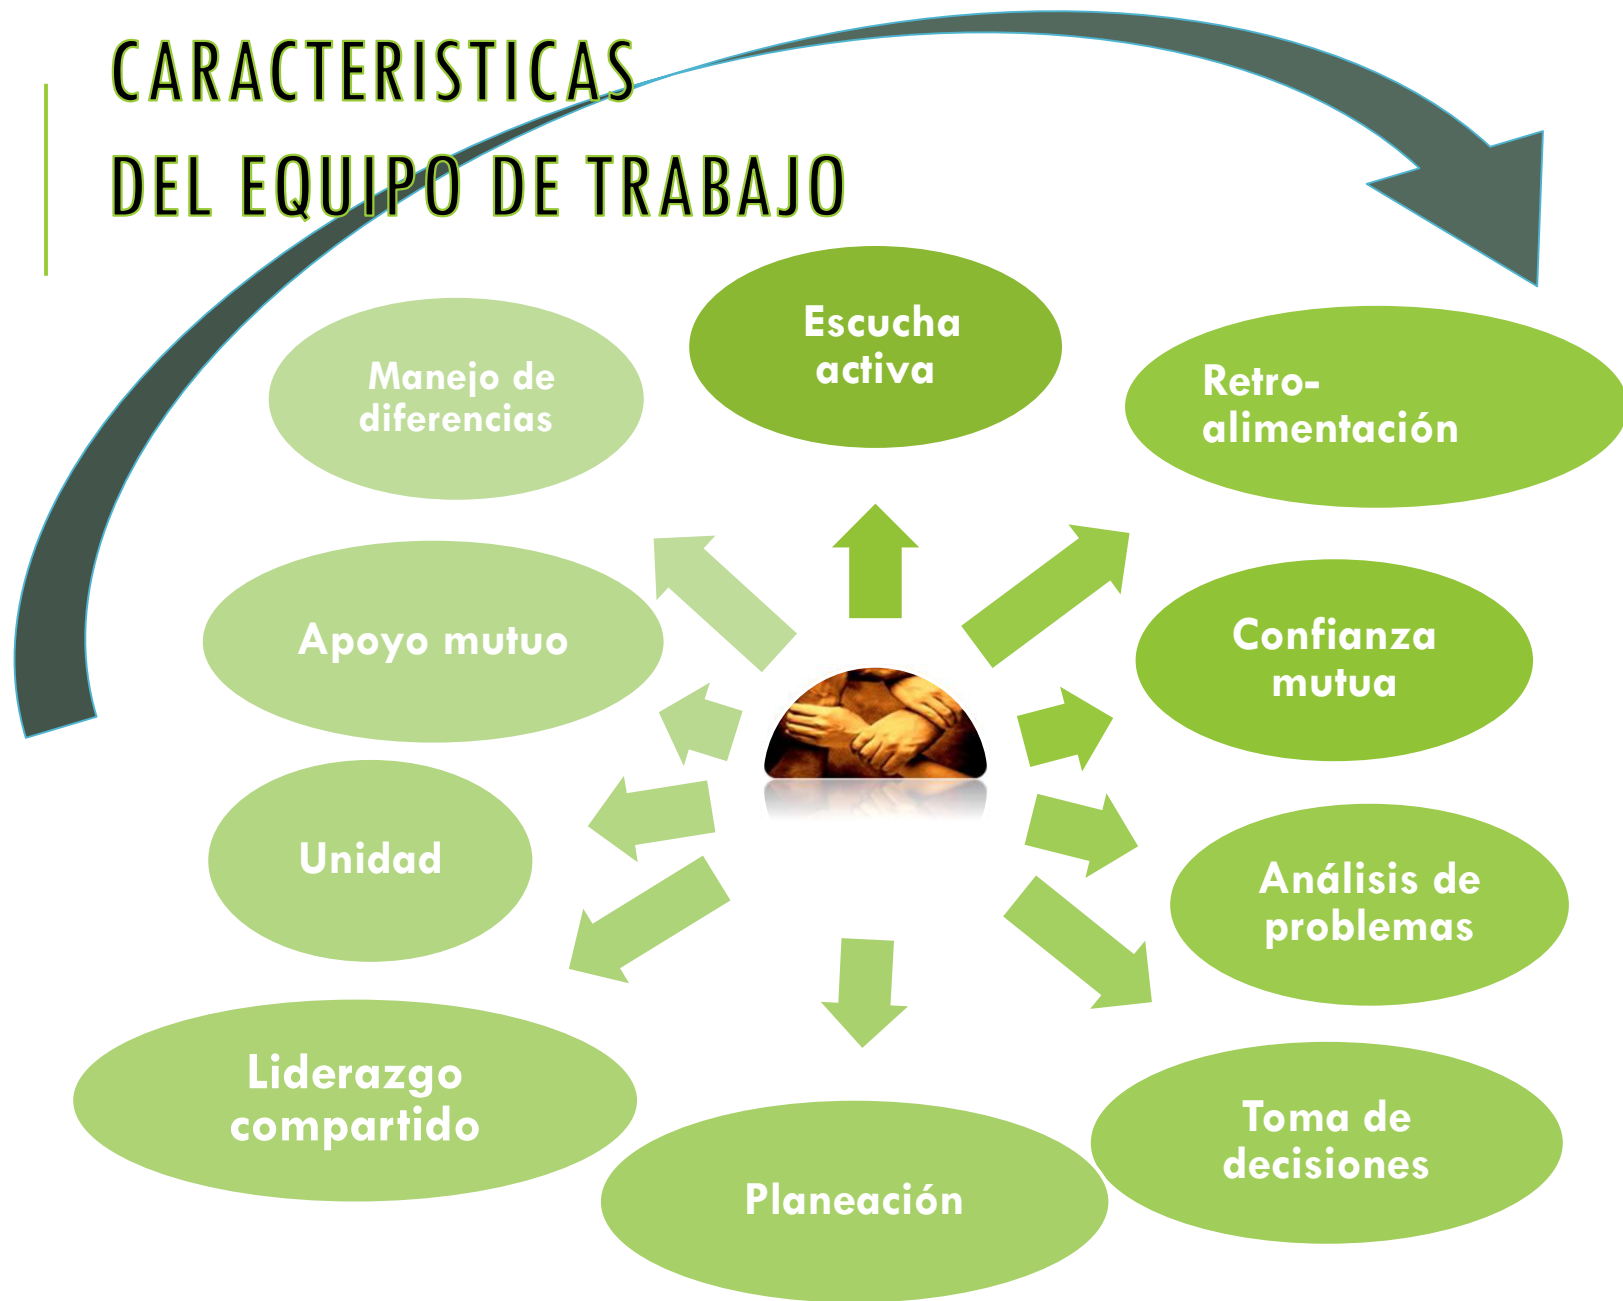 CARACTERISTICAS
DEL EQUIPO DE TRABAJO
Escucha
activa
Retro-
alimentación
Confianza
mutua
Análisis de
problemas
Toma de
decisiones
Planeación
Liderazgo
compartido
Unidad
Apoyo mutuo
Manejo de
diferencias